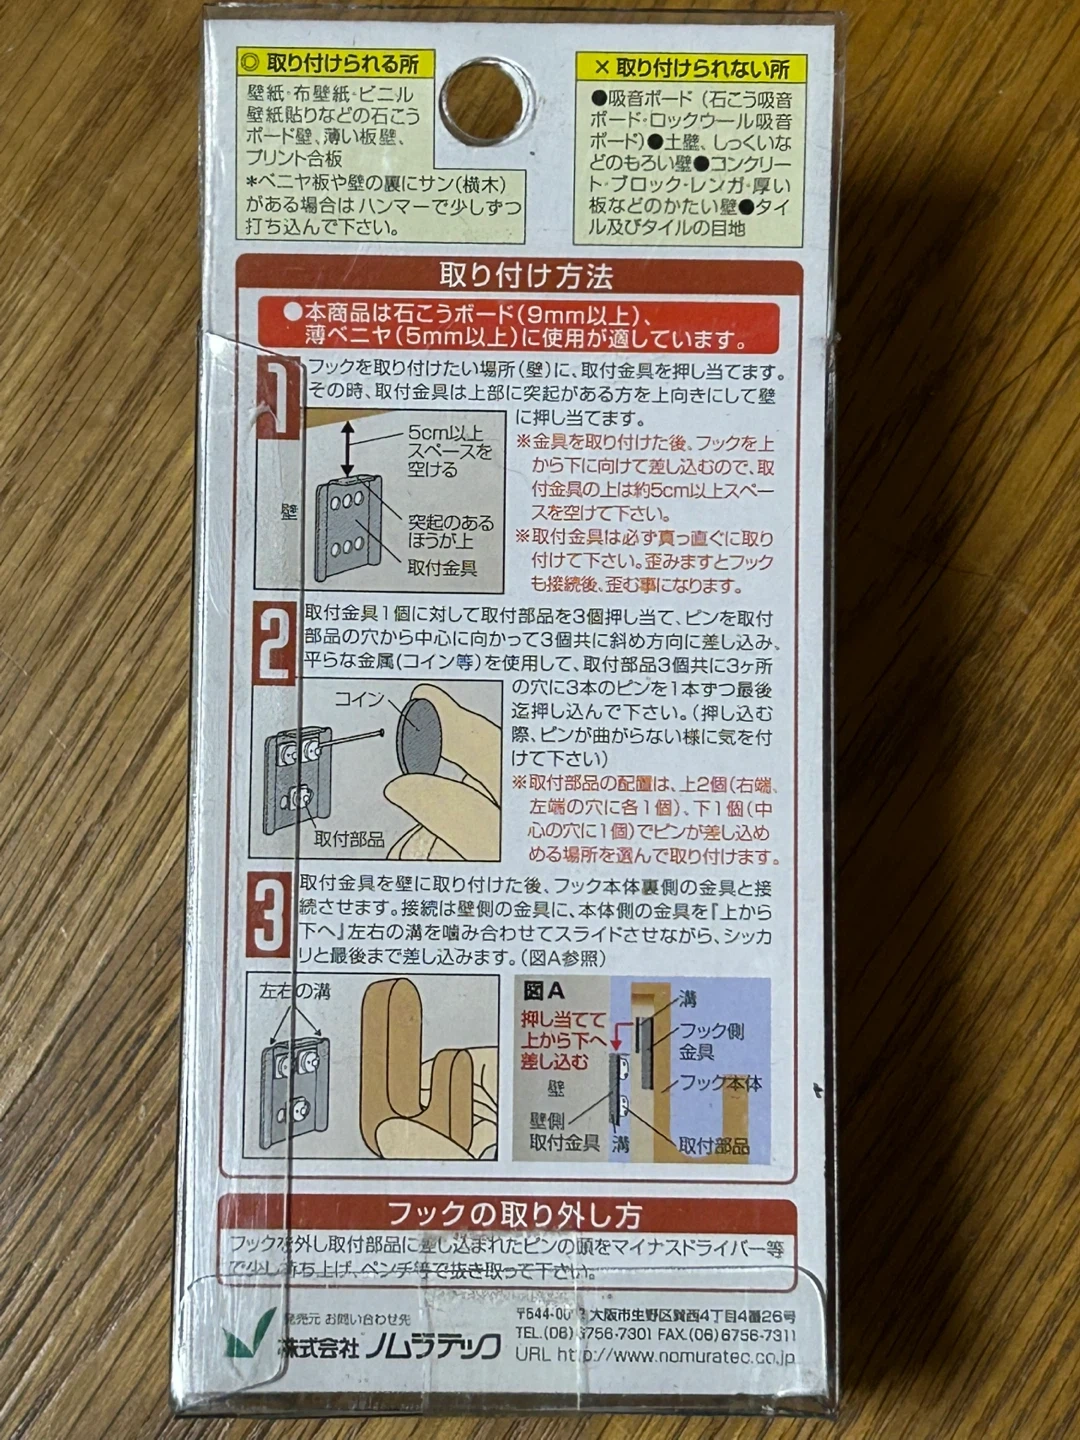 ◎ 取り付けられる所
壁紙・布壁紙・ビニル
壁紙貼りなどの石こう
ボード壁、薄い板壁、
プリント合板
*ベニヤ板や壁の裏にサン(横木)
がある場合はハンマーで少しずつ
打ち込んで下さい。
× 取り付けられない所
●吸音ボード(石こう吸音
ボード・ロックウール吸音
ボード)●土壁、しっくいな
どのもろい壁●コンクリー
ト・ブロック・レンガ・厚い
板などのかたい壁●タイ
ル及びタイルの目地
取り付け方法
●本商品は石こうボード(9mm以上)、
薄ベニヤ(5mm以上)に使用が適しています。
1
フックを取り付けたい場所(壁)に、取付金具を押し当てます。
その時、取付金具は上部に突起がある方を上向きにして壁
に押し当てます。
※金具を取り付けた後、フックを上
から下に向けて差し込むので、取
付金具の上は約5cm以上スペー
スを空けて下さい。
※取付金具は必ず真っ直ぐに取り
付けて下さい。歪みますとフック
も接続後、歪む事になります。
5cm以上
スペースを
空ける
壁
突起のある
ほうが上
取付金具
2
取付金具1個に対して取付部品を3個押し当て、ピンを取付
部品の穴から中心に向かって3個共に斜め方向に差し込み、
平らな金属(コイン等)を使用して、取付部品3個共に3ヶ所
の穴に3本のピンを1本ずつ最後
迄押し込んで下さい。(押し込む
際、ピンが曲がらない様に気を付
けて下さい)
※取付部品の配置は、上2個(右端、
左端の穴に各1個)、下1個(中
心の穴に1個)でピンが差し込め
める場所を選んで取り付けます。
コイン
取付部品
3
取付金具を壁に取り付けた後、フック本体裏側の金具と接
続させます。接続は壁側の金具に、本体側の金具を『上から
下へ』左右の溝を噛み合わせてスライドさせながら、シッカ
リと最後まで差し込みます。(図A参照)
左右の溝
図A
押し当てて
上から下へ
差し込む
溝
フック側
金具
フック本体
壁
壁側
取付金具
溝
取付部品
フックの取り外し方
フックを外し取付部品に差し込まれたピンの頭をマイナスドライバー等
で少し持ち上げ、ペンチ等で抜き取って下さい。
発売元 お問い合わせ先
株式会社 ノムラテック
大阪市生野区巽西4丁目4番26号
TEL.(06)6756-7301 FAX.(06)6756-7311
URL http://www.nomuratec.co.jp